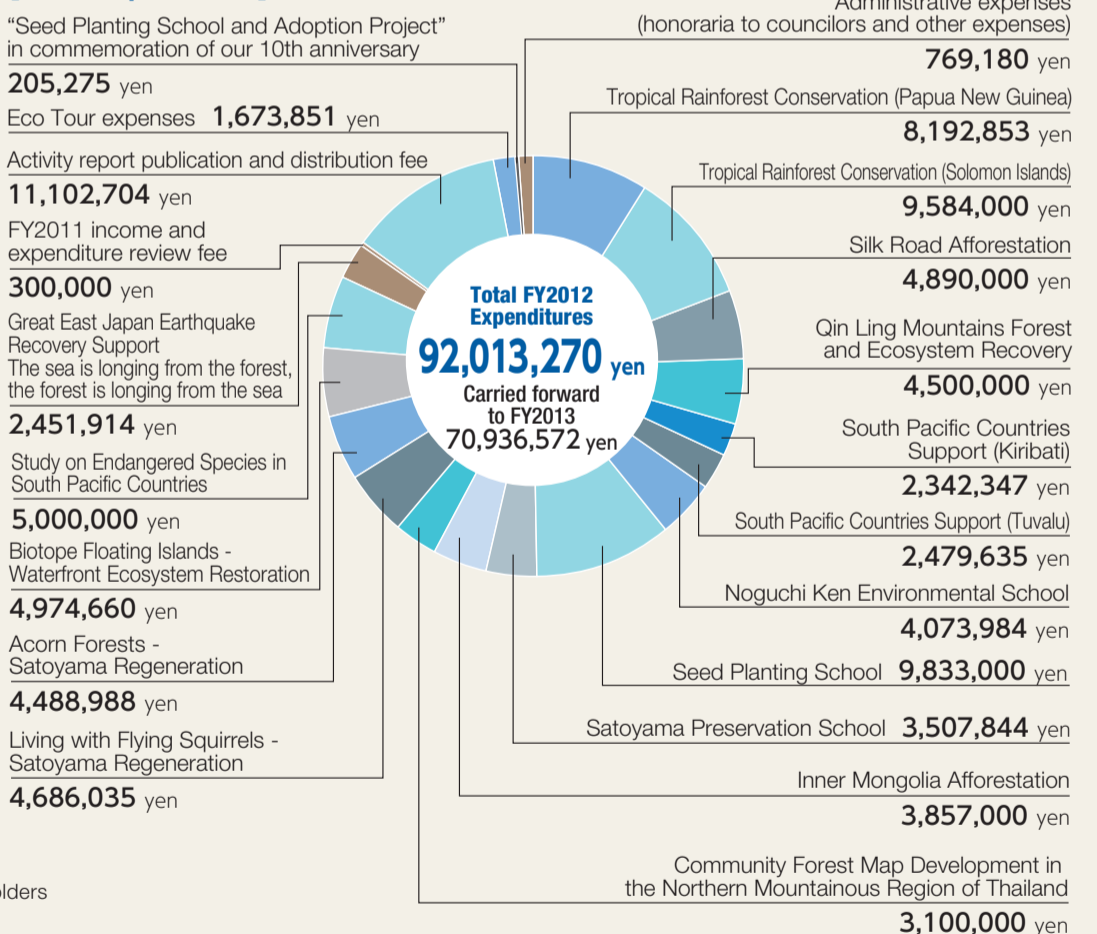 "Seed Planting School and Adoption Project"
in commemoration of our 10th anniversary
205,275 yen
Eco Tour expenses 1,673,851 yen
Activity report publication and distribution fee
11,102,704 yen
FY2011 income and
expenditure review fee
300,000 yen
Great East Japan Earthquake
Recovery Support
The sea is longing from the forest,
the forest is longing from the sea
2,451,914 yen
Study on Endangered Species in
South Pacific Countries
5,000,000 yen
Biotope Floating Islands -
Waterfront Ecosystem Restoration
4,974,660 yen
Acorn Forests -
Satoyama Regeneration
4,488,988 yen
Living with Flying Squirrels -
Satoyama Regeneration
4,686,035 yen
Total FY2012
Expenditures
92,013,270 yen
Carried forward
to FY2013
70,936,572 yen
Administrative expenses
(honoraria to councilors and other expenses)
769,180 yen
Tropical Rainforest Conservation (Papua New Guinea)
8,192,853 yen
Tropical Rainforest Conservation (Solomon Islands)
9,584,000 yen
Silk Road Afforestation
4,890,000 yen
Qin Ling Mountains Forest
and Ecosystem Recovery
4,500,000 yen
South Pacific Countries
Support (Kiribati)
2,342,347 yen
South Pacific Countries Support (Tuvalu)
2,479,635 yen
Noguchi Ken Environmental School
4,073,984 yen
Seed Planting School 9,833,000 yen
Satoyama Preservation School 3,507,844 yen
Inner Mongolia Afforestation
3,857,000 yen
Community Forest Map Development in
the Northern Mountainous Region of Thailand
3,100,000 yen
olders